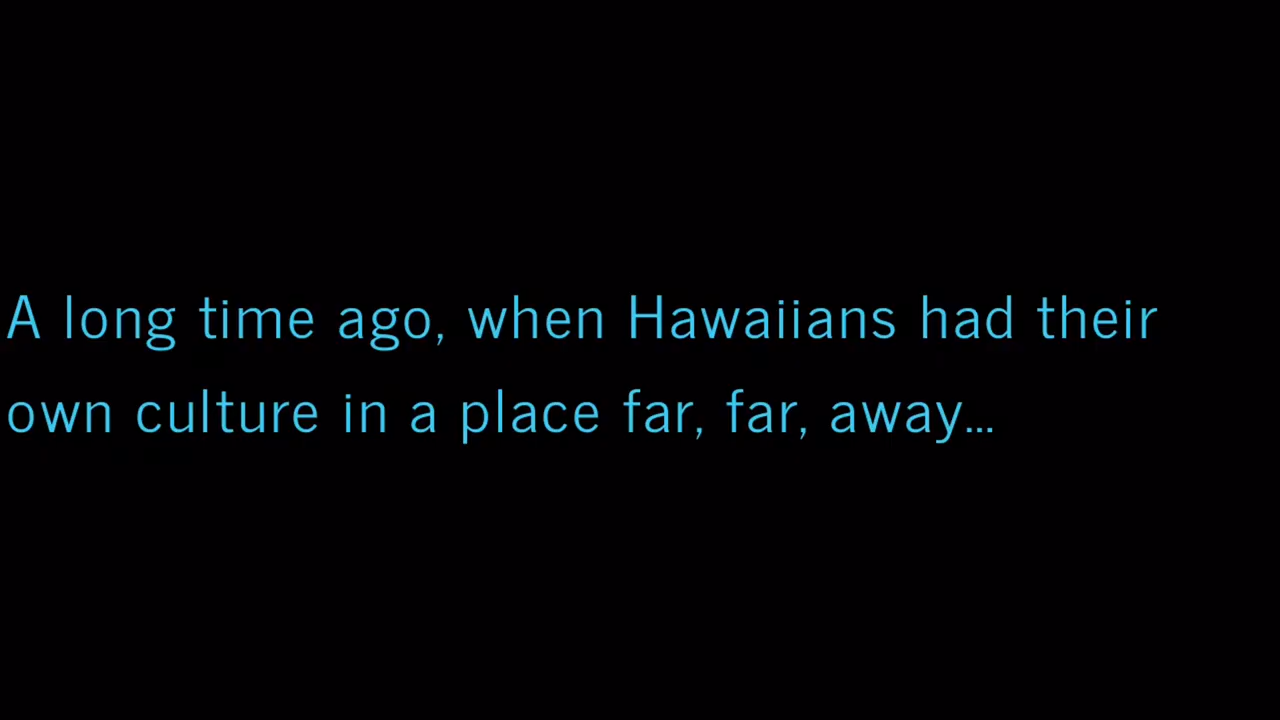 A long time ago, when Hawaiians had their
own culture in a place far, far, away...